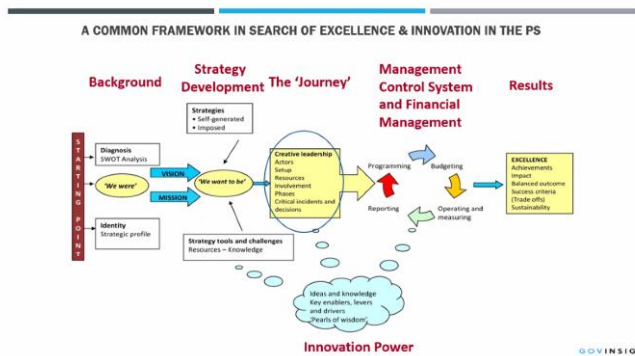 A COMMON FRAMEWORK IN SEARCH OF EXCELLENCE & INNOVATION IN THE PS
Background
Strategy
Development
The 'Journey'
Management
Control System
and Financial
Management
Results
STARTING POINT
Diagnosis
SWOT Analysis
'We were'
Identity
Strategic profile
VISION
MISSION
Strategies
• Self-generated
• Imposed
'We want to be'
Strategy tools and challenges
Resources – Knowledge
Creative leadership
Actors
Setup
Resources
Involvement
Phases
Critical incidents and
decisions
Programming
Budgeting
Reporting
Operating and
measuring
EXCELLENCE
Achievements
Impact
Balanced outcome
Success criteria
(Trade offs)
Sustainability
Ideas and knowledge
Key enablers, levers
and drivers
'Pearls of wisdom'
Innovation Power
GOVINSIG